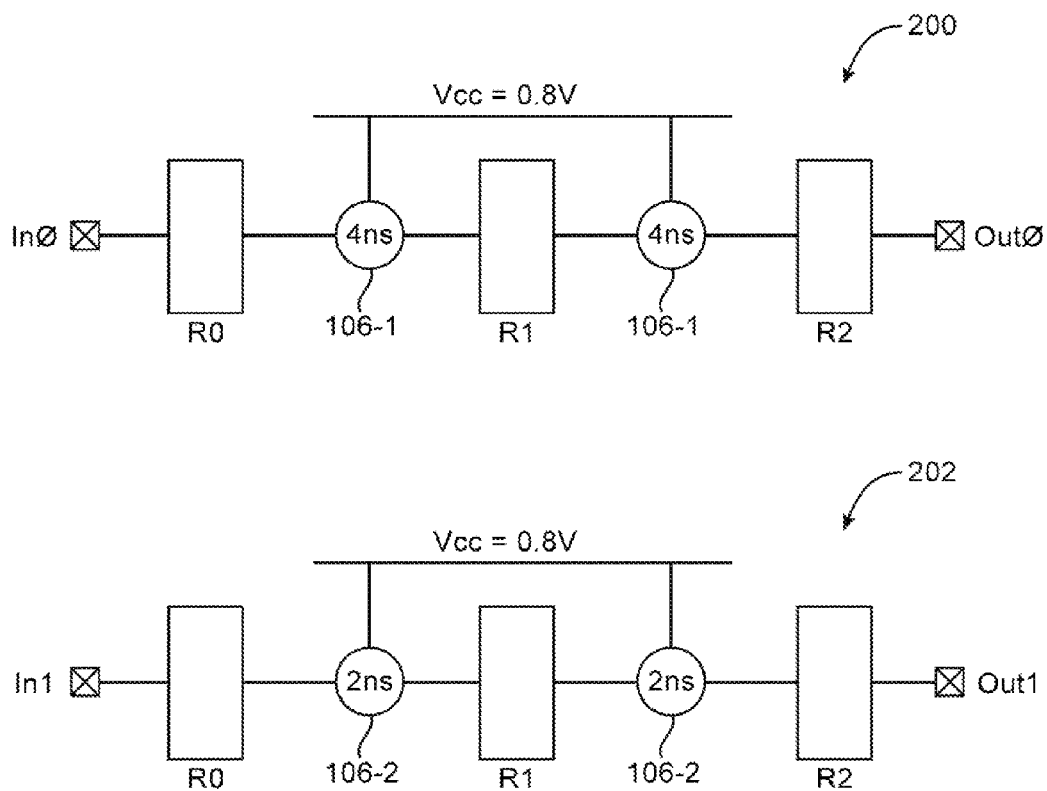 200
Vcc = 0.8V
InØ
4ns
4ns
OutØ
R0
106-1
R1
106-1
R2
202
Vcc = 0.8V
In1
2ns
2ns
Out1
R0
106-2
R1
106-2
R2